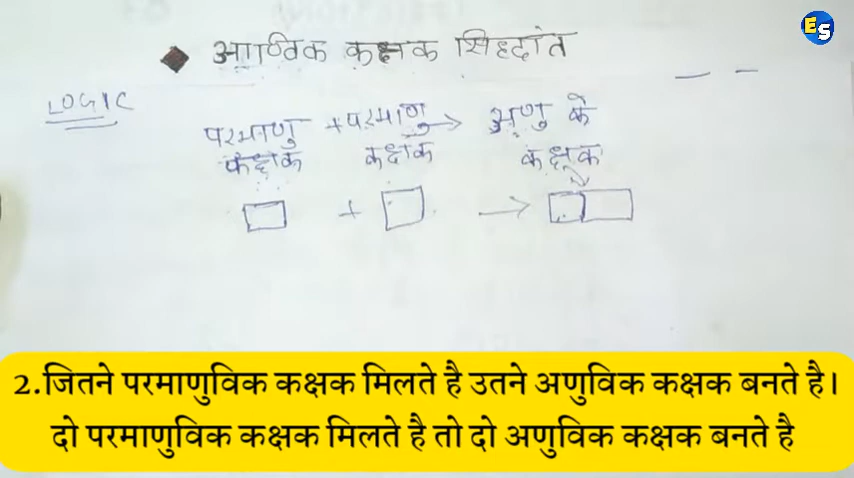 ES
आण्विक कक्षक सिद्दांत
LOGIC
परमाणु + परमाणु → अणु के
कक्षक कक्षक कक्षक
+ →
2.जितने परमाणुविक कक्षक मिलते है उतने अणुविक कक्षक बनते है।
दो परमाणुविक कक्षक मिलते है तो दो अणुविक कक्षक बनते है